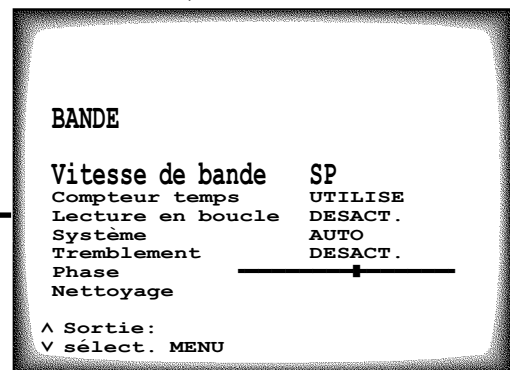 BANDE
Vitesse de bande SP
Compteur temps UTILISE
Lecture en boucle DESACT.
Système AUTO
Tremblement DESACT.
Phase
Nettoyage
∧ Sortie:
∨ sélect. MENU